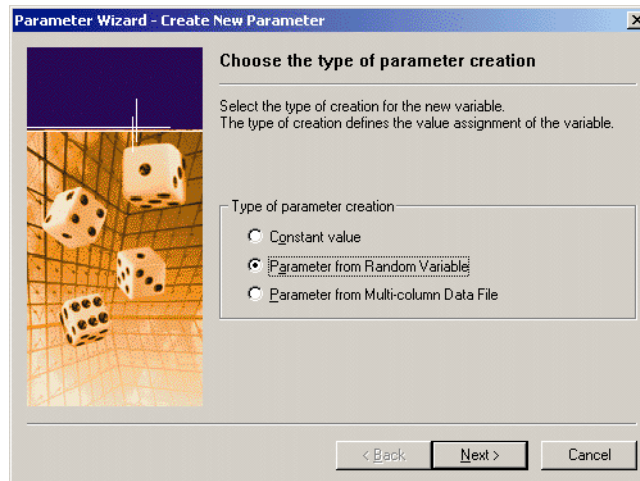 Parameter Wizard - Create New Parameter
Choose the type of parameter creation
Select the type of creation for the new variable.
The type of creation defines the value assignment of the variable.
Type of parameter creation
Constant value
Parameter from Random Variable
Parameter from Multi-column Data File
< Back
Next >
Cancel